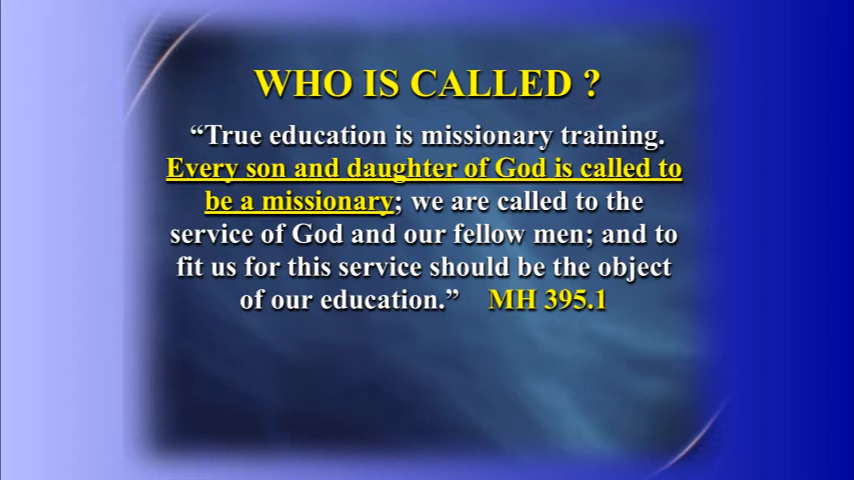 WHO IS CALLED ?
“True education is missionary training.
Every son and daughter of God is called to
be a missionary; we are called to the
service of God and our fellow men; and to
fit us for this service should be the object
of our education.” MH 395.1